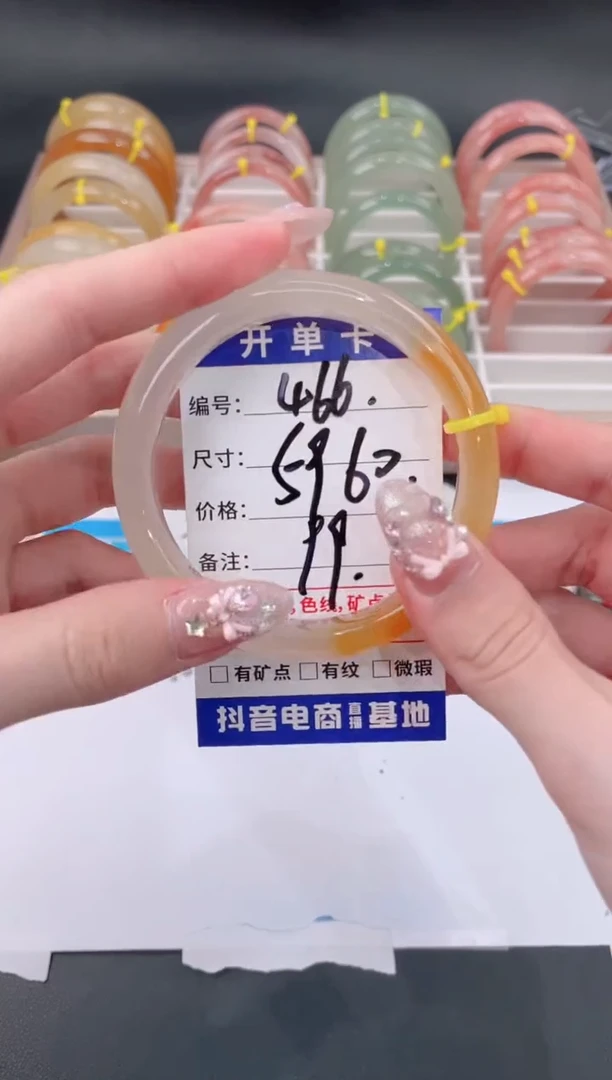 开单卡
编号: 466.
尺寸: 59 60.
价格: 99.
备注:
,色线,矿点
□有矿点 □有纹 □微瑕
抖音电商直播基地